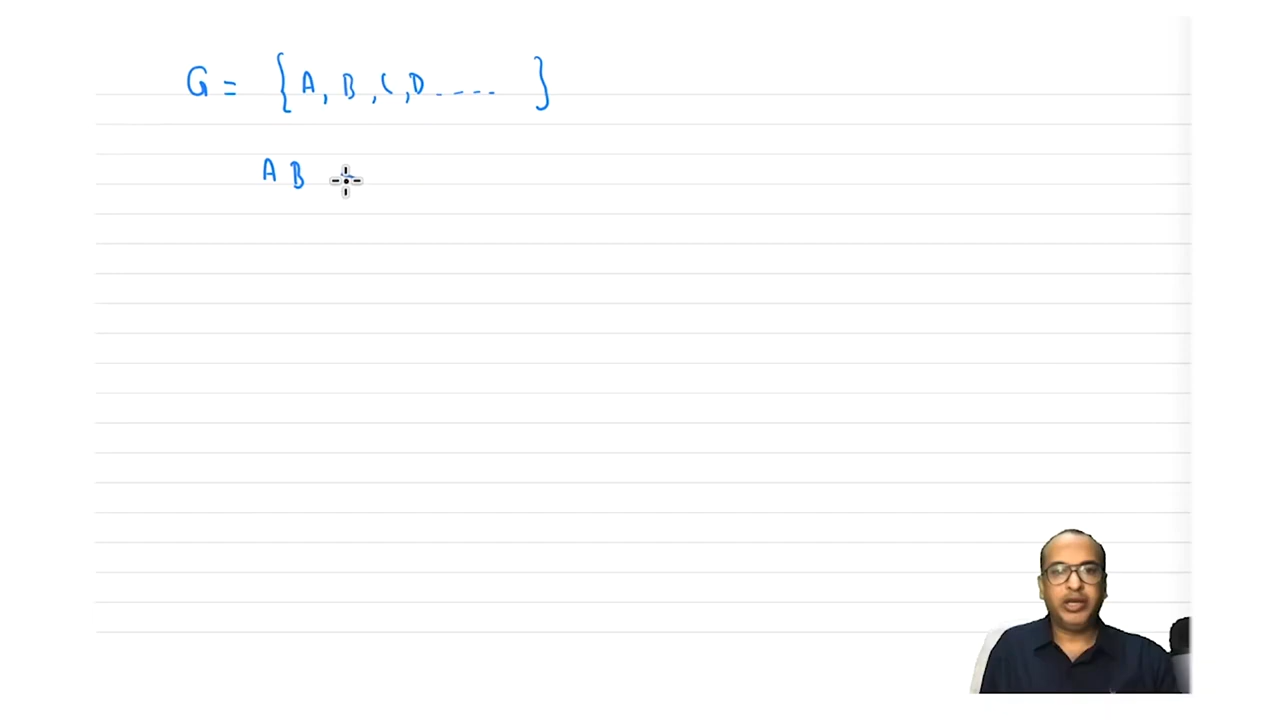 G = { A, B, C, D ..... }
A B